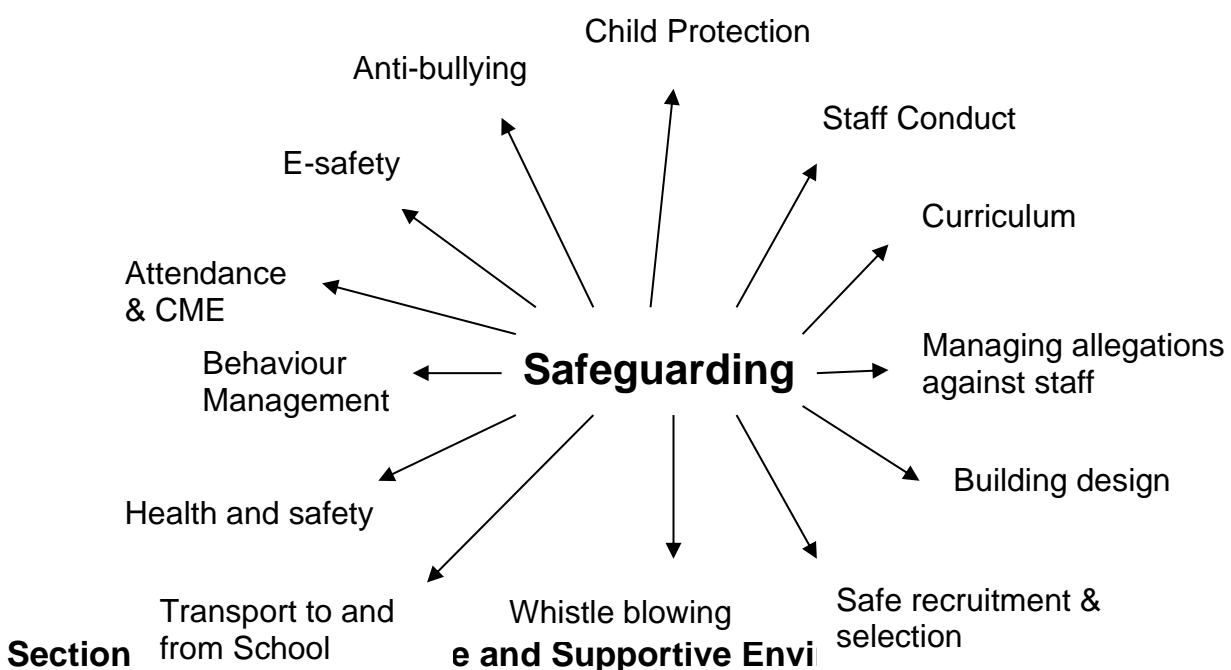 Child Protection
Anti-bullying
Staff Conduct
E-safety
Curriculum
Attendance
& CME
Managing allegations
against staff
Behaviour
Management
Safeguarding
Building design
Health and safety
Transport to and
from School
Whistle blowing
Safe recruitment &
selection
Section
e and Supportive Envi